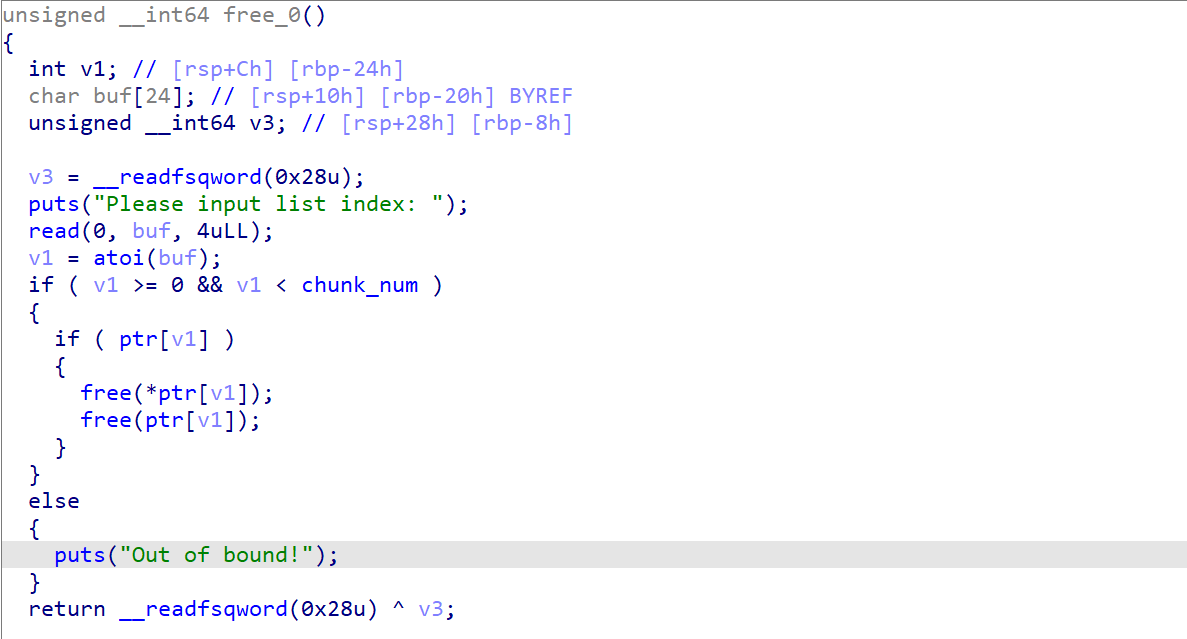 unsigned __int64 free_0()
{
  int v1; // [rsp+Ch] [rbp-24h]
  char buf[24]; // [rsp+10h] [rbp-20h] BYREF
  unsigned __int64 v3; // [rsp+28h] [rbp-8h]

  v3 = __readfsqword(0x28u);
  puts("Please input list index: ");
  read(0, buf, 4uLL);
  v1 = atoi(buf);
  if ( v1 >= 0 && v1 < chunk_num )
  {
    if ( ptr[v1] )
    {
      free(*ptr[v1]);
      free(ptr[v1]);
    }
  }
  else
  {
    puts("Out of bound!");
  }
  return __readfsqword(0x28u) ^ v3;